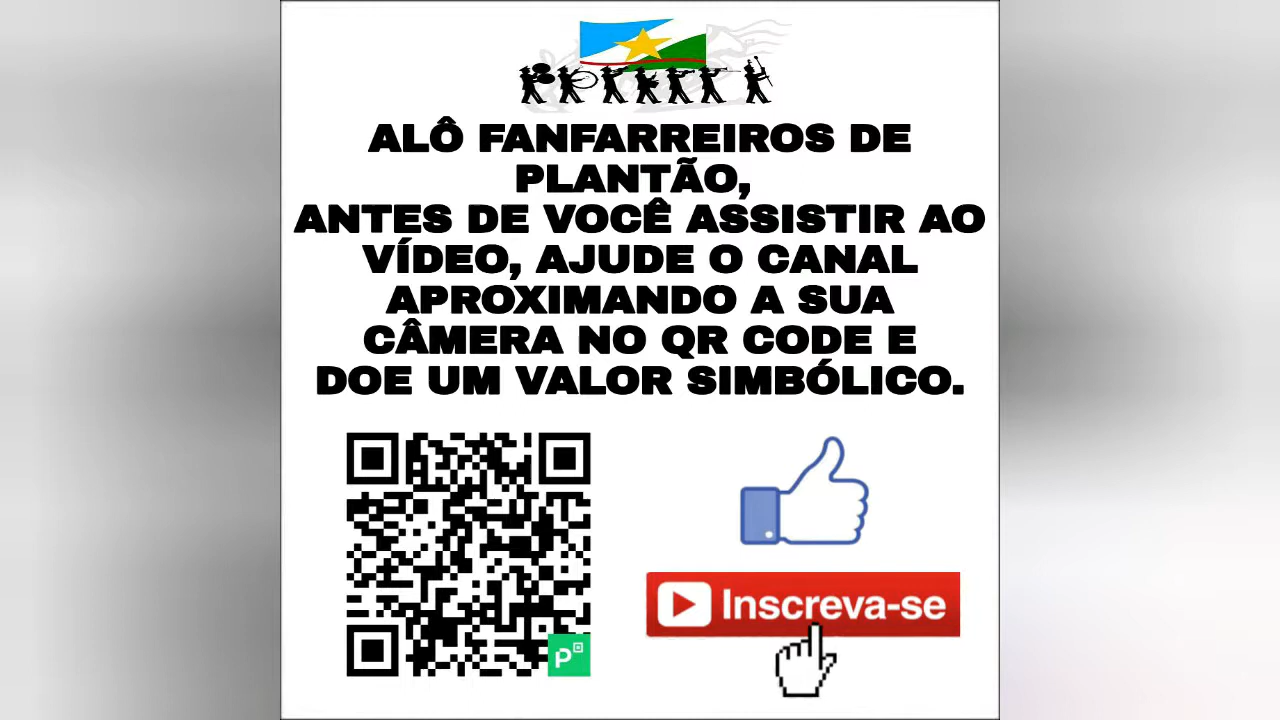 ALÔ FANFARREIROS DE
PLANTÃO,
ANTES DE VOCÊ ASSISTIR AO
VÍDEO, AJUDE O CANAL
APROXIMANDO A SUA
CÂMERA NO QR CODE E
DOE UM VALOR SIMBÓLICO.
P
Inscreva-se